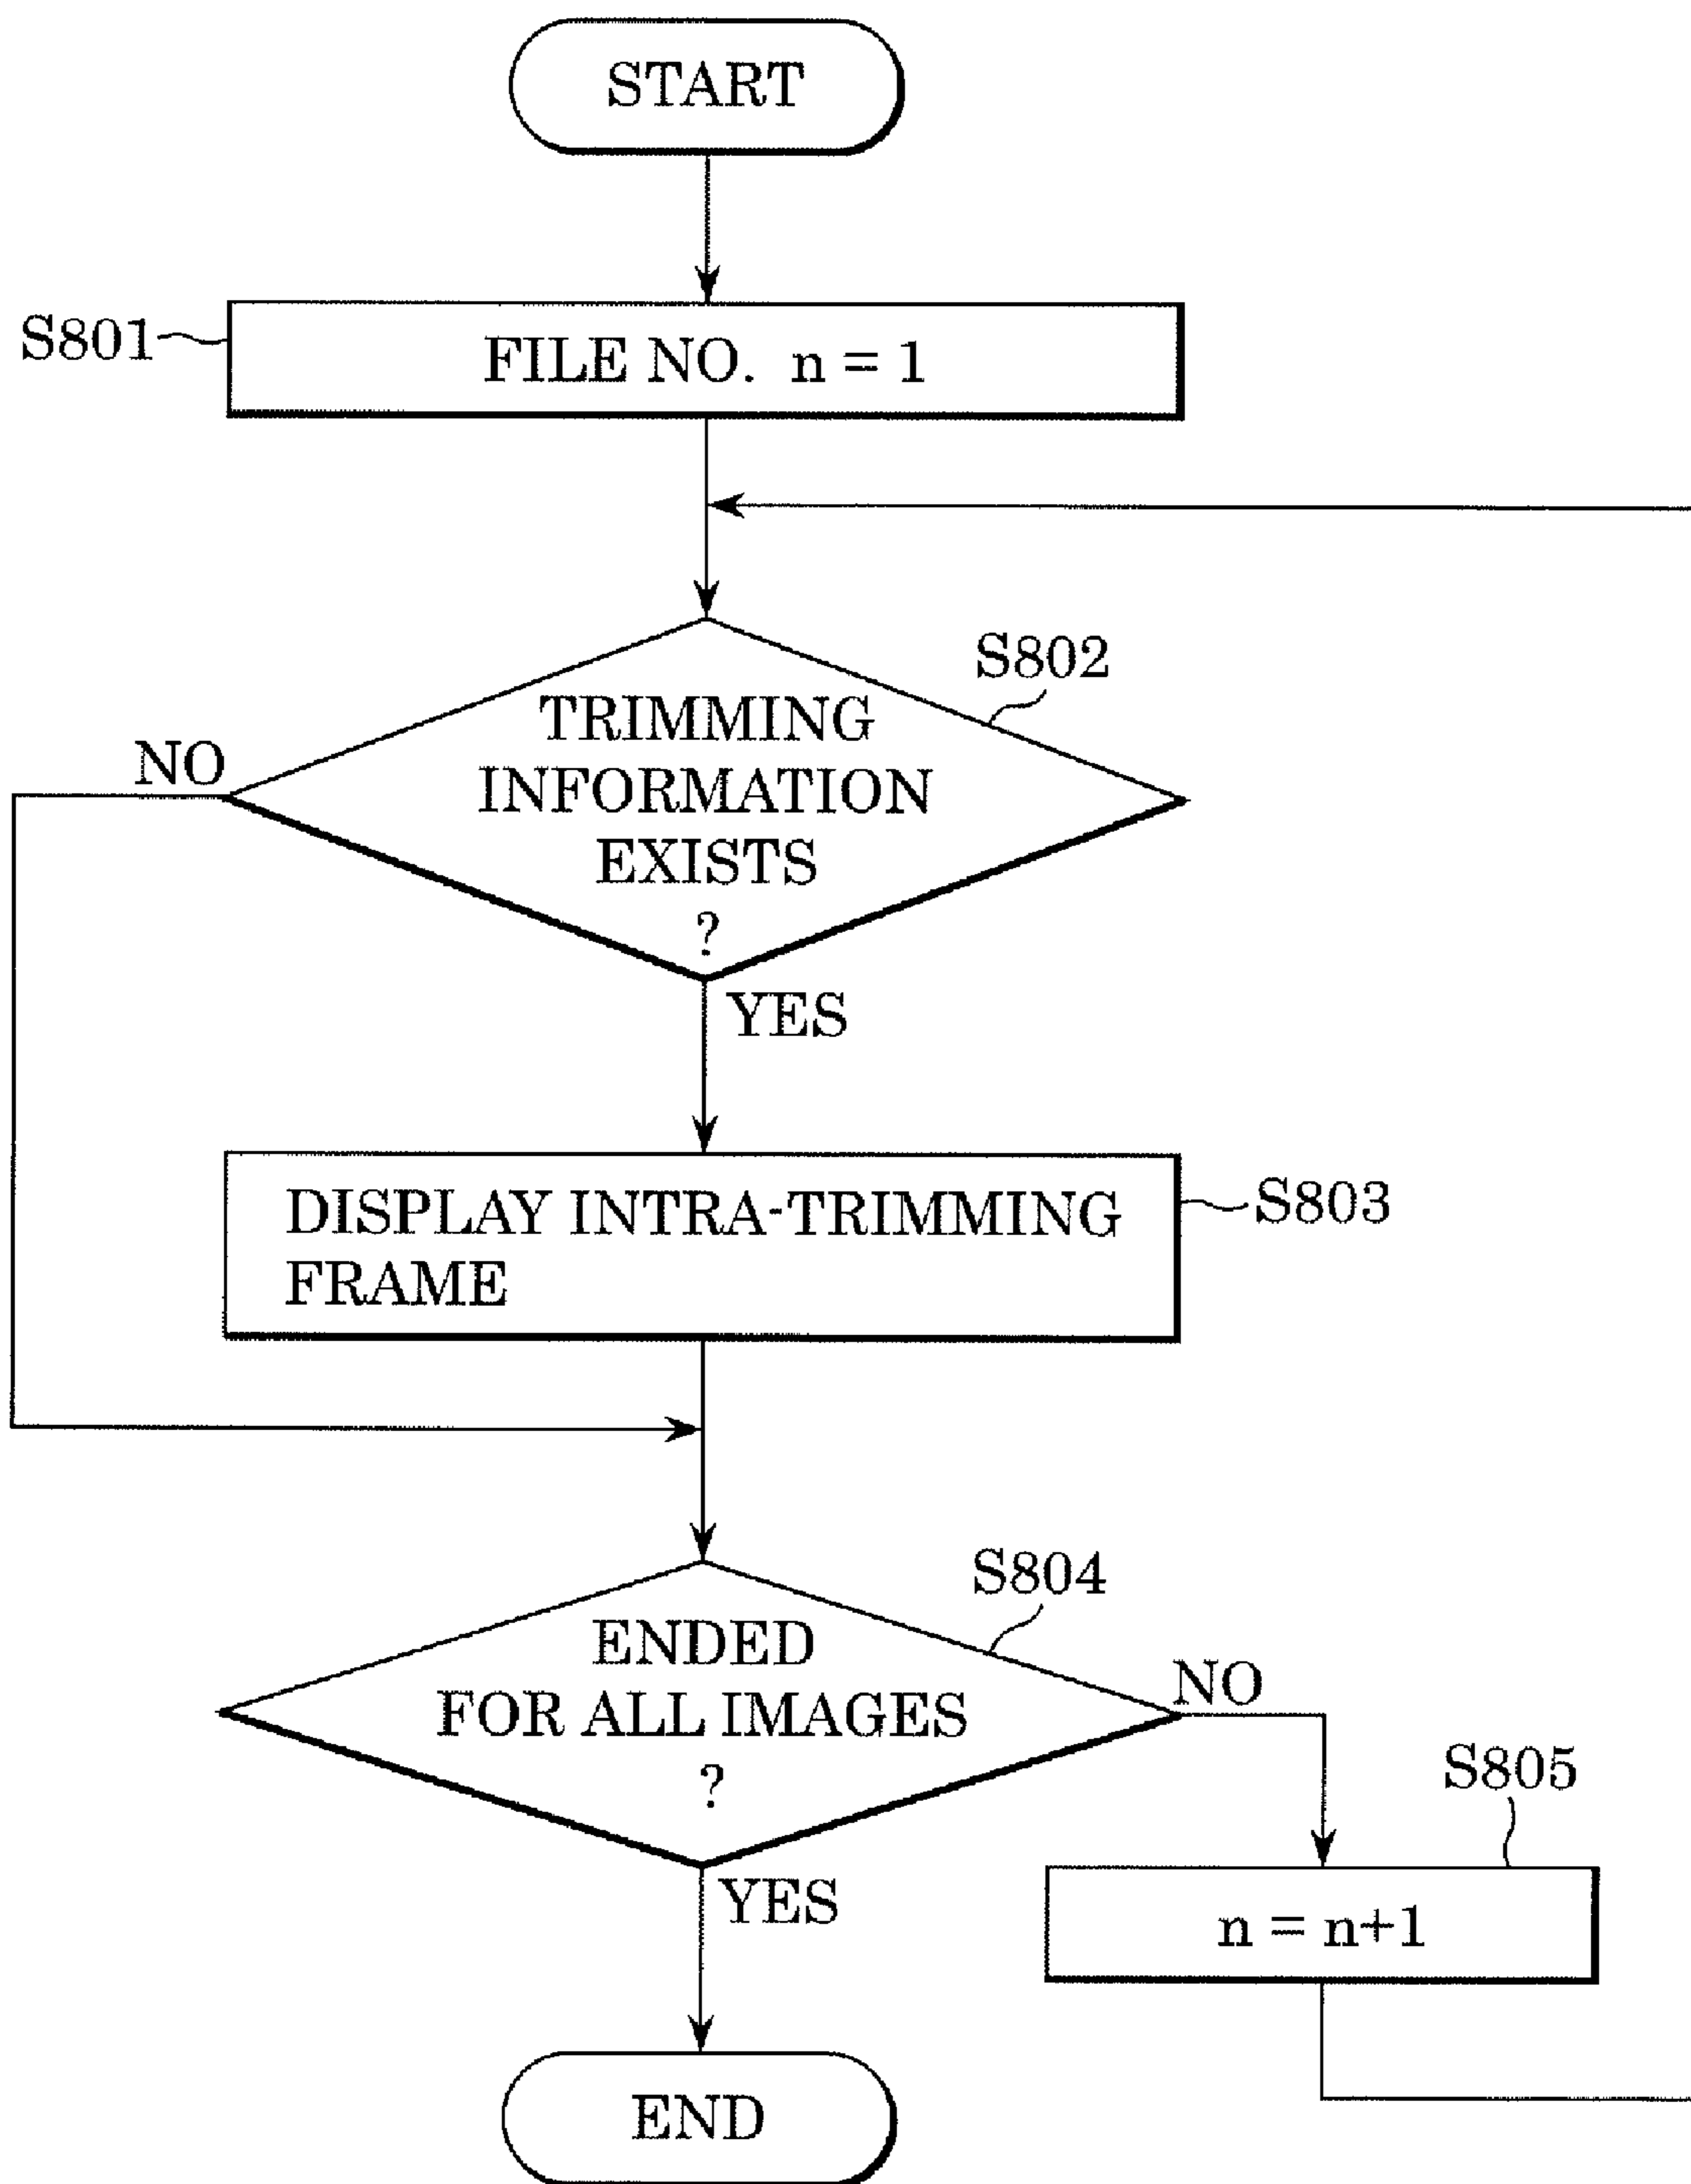 START
S801
FILE NO. n = 1
S802
TRIMMING
INFORMATION
EXISTS
?
NO
YES
DISPLAY INTRA-TRIMMING
FRAME
S803
S804
ENDED
FOR ALL IMAGES
?
NO
YES
S805
n = n+1
END